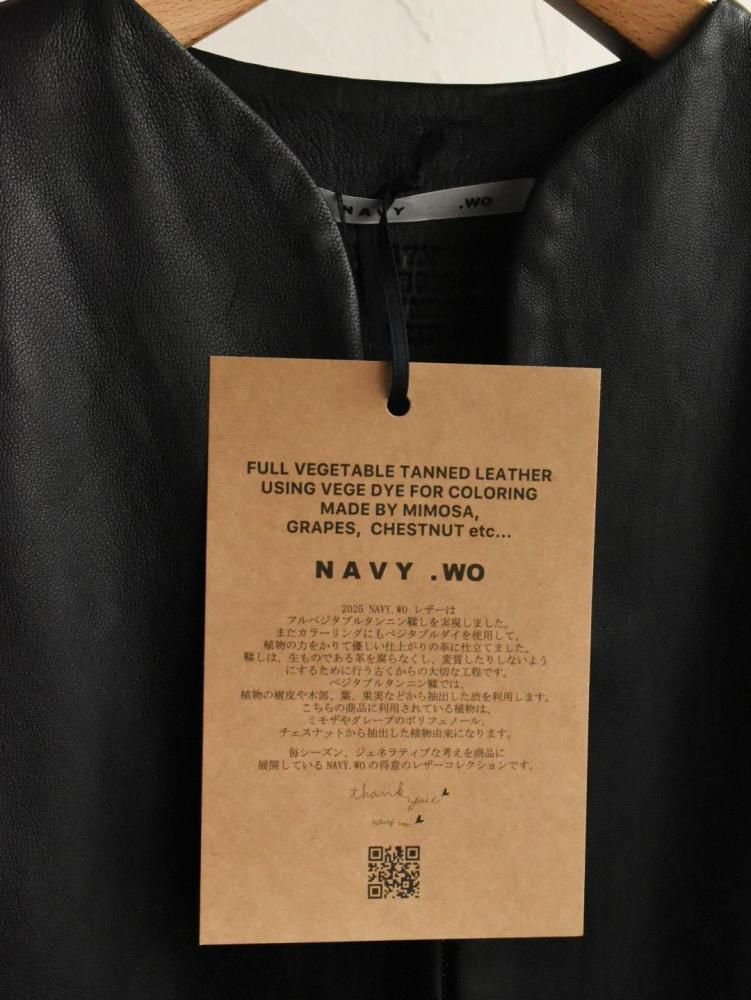 NAVY .WO
FULL VEGETABLE TANNED LEATHER
USING VEGE DYE FOR COLORING
MADE BY MIMOSA,
GRAPES, CHESTNUT etc...
NAVY .WO
2025 NAVY.WO レザーは
フルベジタブルタンニン鞣しを実現しました。
またカラーリングにもベジタブルダイを使用して、
植物の力をかりて優しい仕上がりの革に仕立てました。
鞣しは、生ものである革を腐らなくし、変質したりしないよう
にするために行う古くからの大切な工程です。
ベジタブルタンニン鞣では、
植物の樹皮や木部、葉、果実などから抽出した渋を利用します。
こちらの商品に利用されている植物は、
ミモザやグレープのポリフェノール、
チェスナットから抽出した植物由来になります。
毎シーズン、ジェネラティブな考えを商品に
展開しているNAVY.WOの得意のレザーコレクションです。
thank you
navy wo